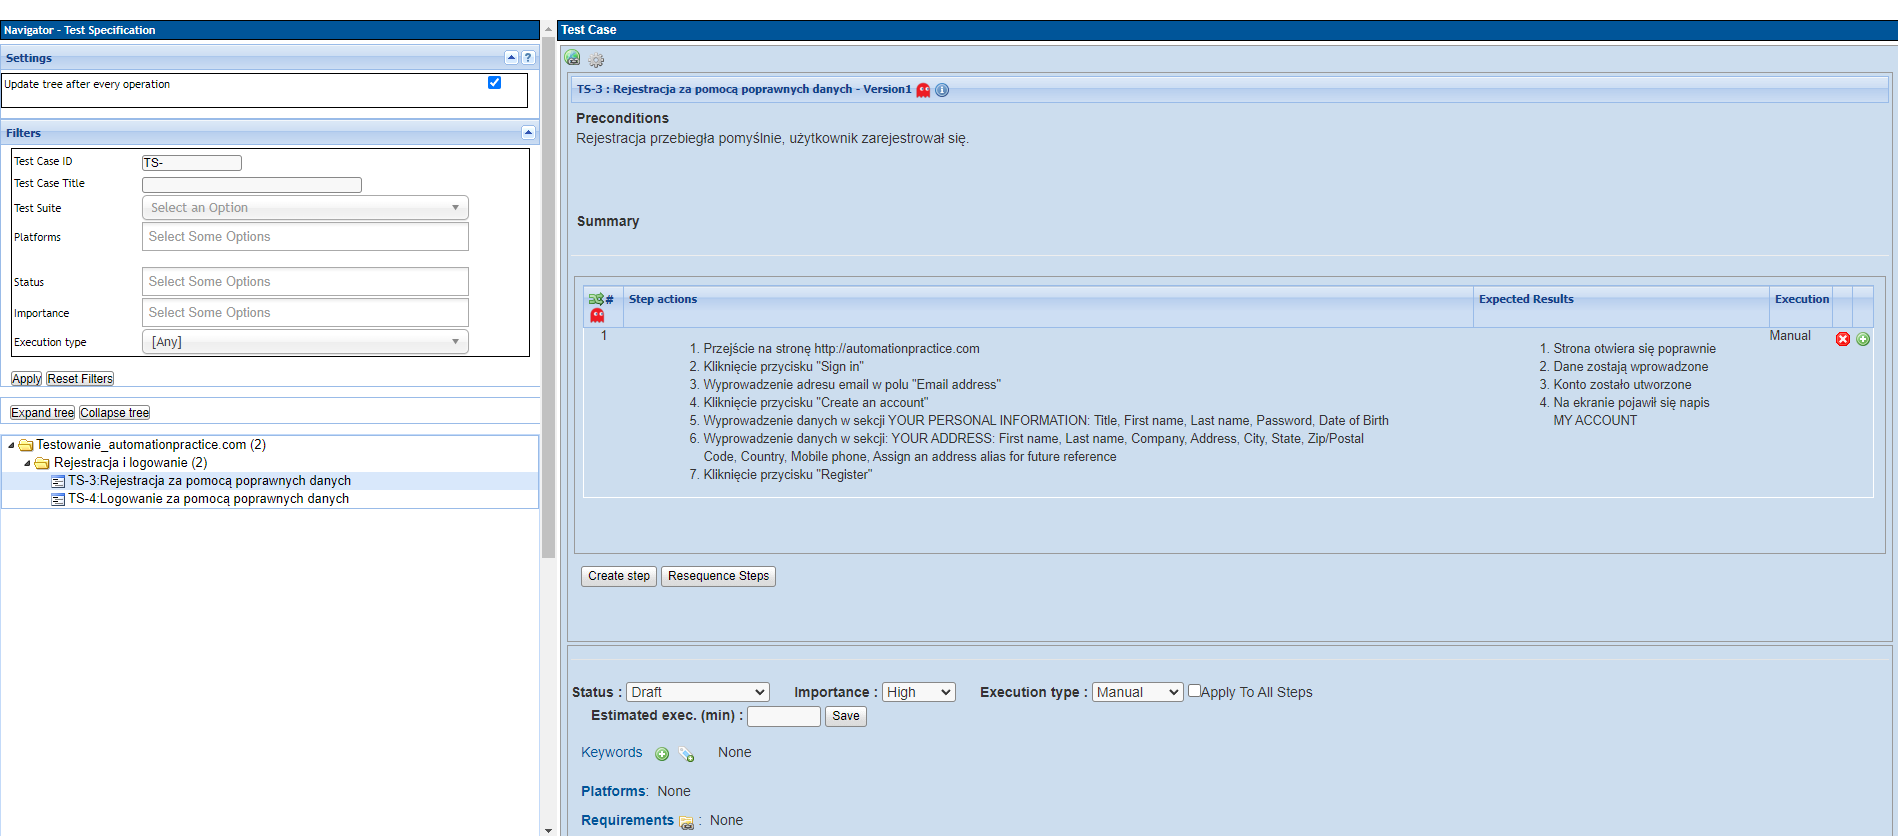 Navigator - Test Specification
Settings
?
Update tree after every operation
Filters
Test Case ID
TS-
Test Case Title
Test Suite
Select an Option
Platforms
Select Some Options
Status
Select Some Options
Importance
Select Some Options
Execution type
[Any]
Apply
Reset Filters
Expand tree
Collapse tree
Testowanie_automationpractice.com (2)
Rejestracja i logowanie (2)
TS-3:Rejestracja za pomocą poprawnych danych
TS-4:Logowanie za pomocą poprawnych danych
Test Case
TS-3 : Rejestracja za pomocą poprawnych danych - Version1
Preconditions
Rejestracja przebiegła pomyślnie, użytkownik zarejestrował się.
Summary
#
Step actions
Expected Results
Execution
1
1. Przejście na stronę http://automationpractice.com
2. Kliknięcie przycisku "Sign in"
3. Wyprowadzenie adresu email w polu "Email address"
4. Kliknięcie przycisku "Create an account"
5. Wyprowadzenie danych w sekcji YOUR PERSONAL INFORMATION: Title, First name, Last name, Password, Date of Birth
6. Wyprowadzenie danych w sekcji: YOUR ADDRESS: First name, Last name, Company, Address, City, State, Zip/Postal
Code, Country, Mobile phone, Assign an address alias for future reference
7. Kliknięcie przycisku "Register"
1. Strona otwiera się poprawnie
2. Dane zostają wprowadzone
3. Konto zostało utworzone
4. Na ekranie pojawił się napis
MY ACCOUNT
Manual
Create step
Resequence Steps
Status :
Draft
Importance :
High
Execution type :
Manual
Apply To All Steps
Estimated exec. (min) :
Save
Keywords
None
Platforms:
None
Requirements
:
None